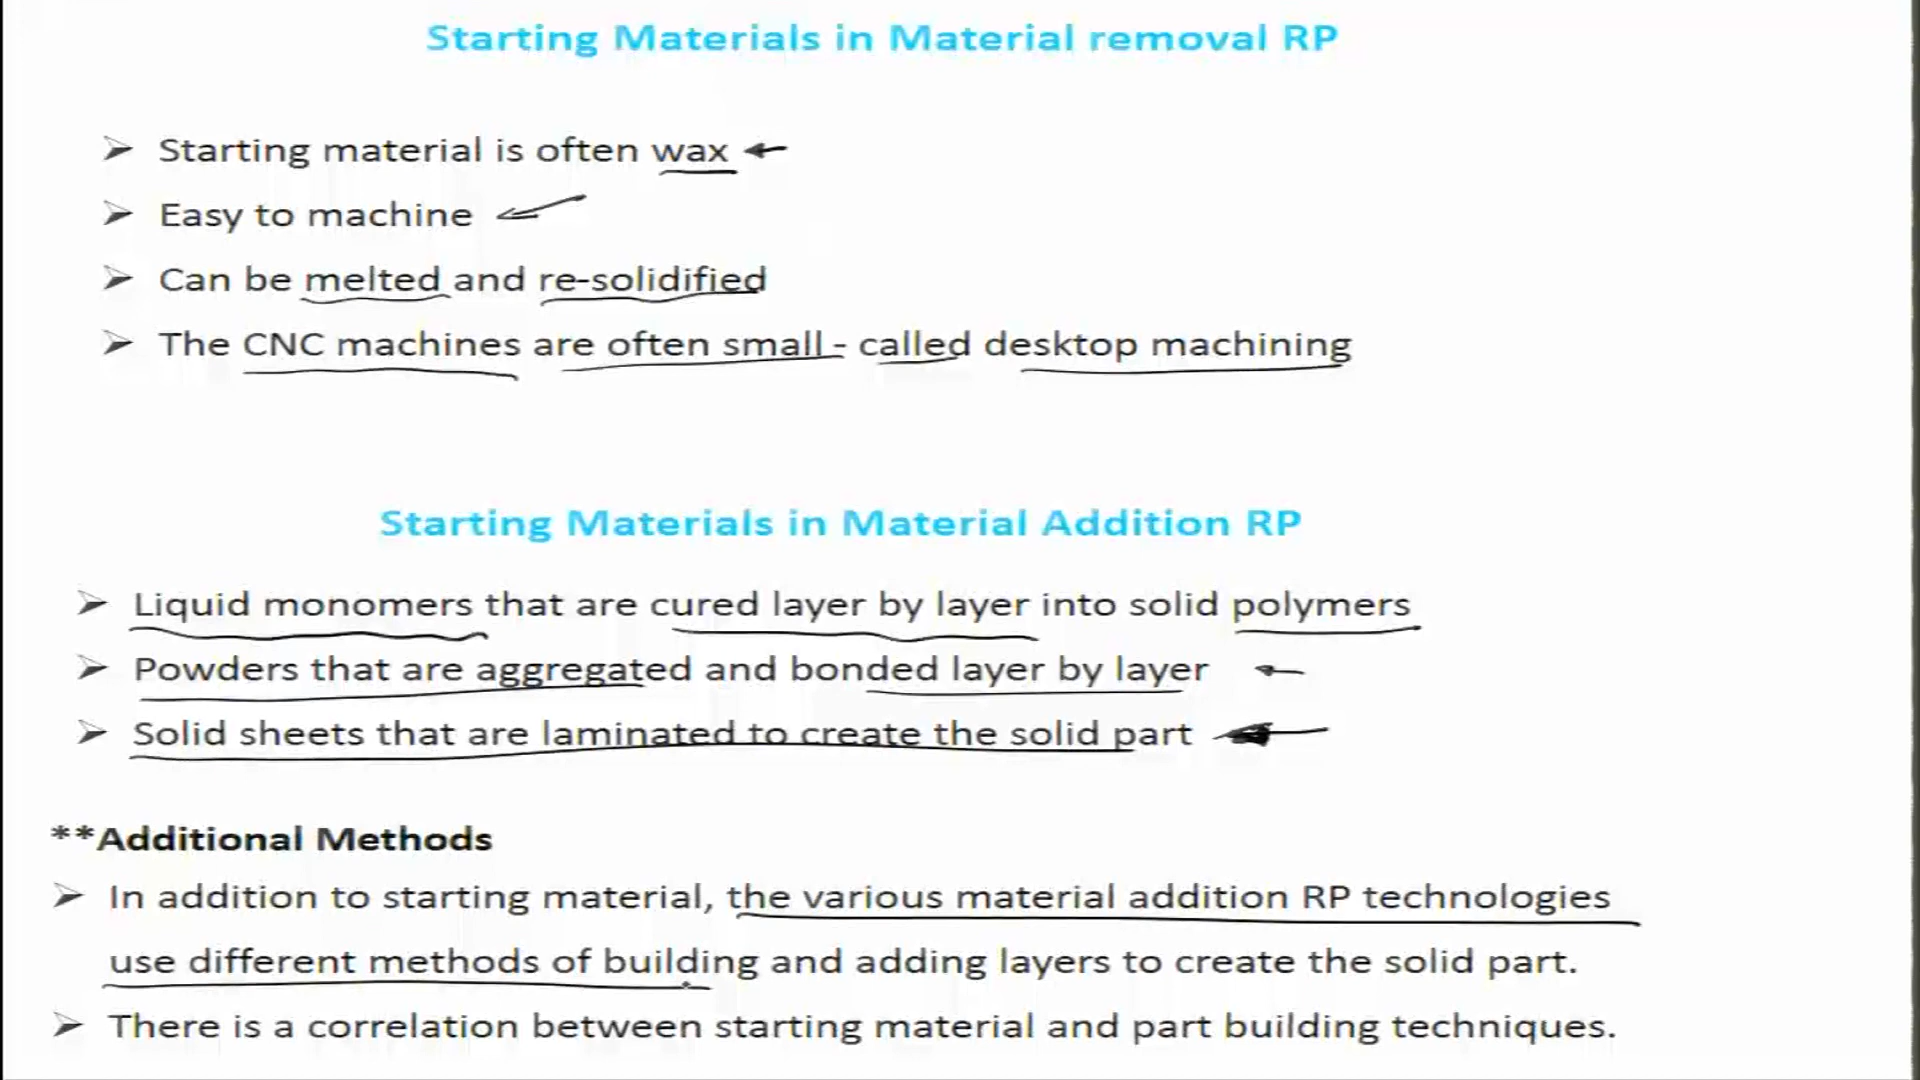 Starting Materials in Material removal RP
➢ Starting material is often wax
➢ Easy to machine
➢ Can be melted and re-solidified
➢ The CNC machines are often small - called desktop machining
Starting Materials in Material Addition RP
➢ Liquid monomers that are cured layer by layer into solid polymers
➢ Powders that are aggregated and bonded layer by layer
➢ Solid sheets that are laminated to create the solid part
**Additional Methods
➢ In addition to starting material, the various material addition RP technologies
use different methods of building and adding layers to create the solid part.
➢ There is a correlation between starting material and part building techniques.